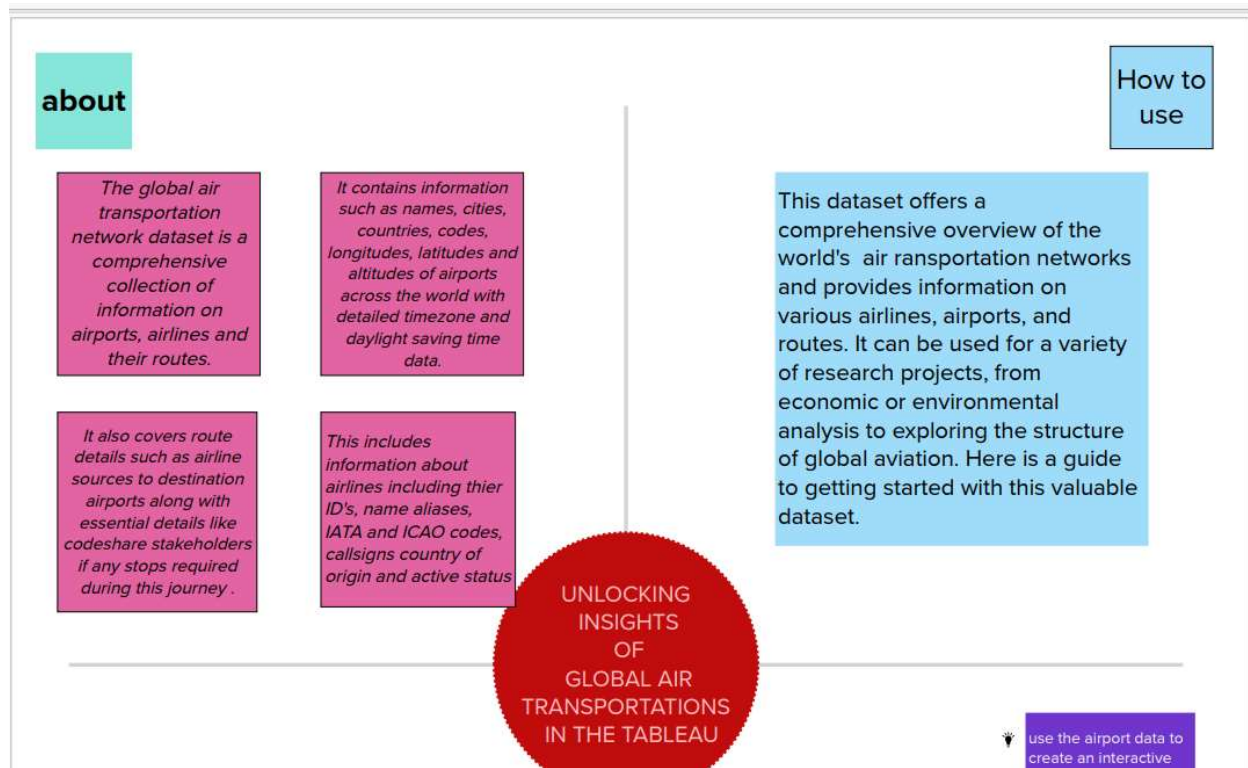 about
The global air
transportation
network dataset is a
comprehensive
collection of
information on
airports, airlines and
their routes.
It contains information
such as names, cities,
countries, codes,
longitudes, latitudes and
altitudes of airports
across the world with
detailed timezone and
daylight saving time
data.
It also covers route
details such as airline
sources to destination
airports along with
essential details like
codeshare stakeholders
if any stops required
during this journey .
This includes
information about
airlines including thier
ID's, name aliases,
IATA and ICAO codes,
callsigns country of
origin and active status
How to
use
This dataset offers a
comprehensive overview of the
world's  air ransportation networks
and provides information on
various airlines, airports, and
routes. It can be used for a variety
of research projects, from
economic or environmental
analysis to exploring the structure
of global aviation. Here is a guide
to getting started with this valuable
dataset.
UNLOCKING
INSIGHTS
OF
GLOBAL AIR
TRANSPORTATIONS
IN THE TABLEAU
use the airport data to
create an interactive